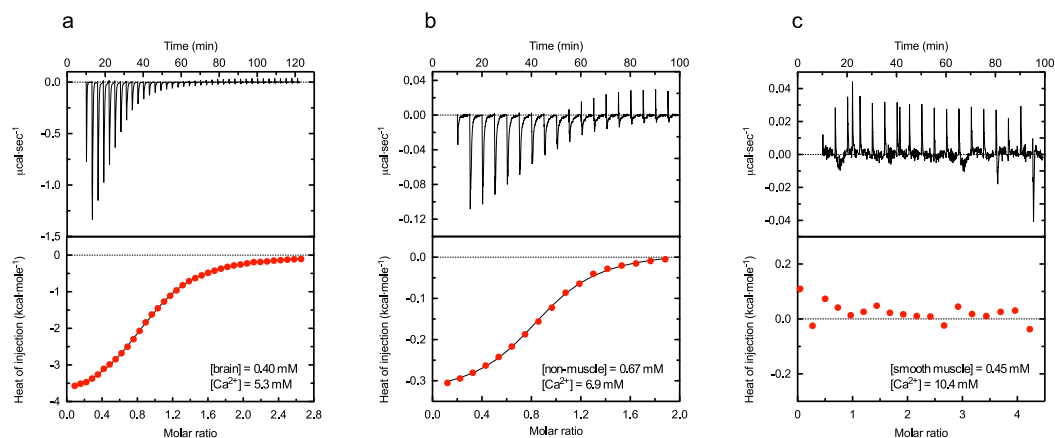 a
Time (min)
0 20 40 60 80 100 120
0.0
-0.5
-1.0
-1.5
μcal·sec⁻¹
0
-1
-2
-3
-4
Heat of injection (kcal·mole⁻¹)
[brain] = 0.40 mM
[Ca²⁺] = 5.3 mM
0.0 0.4 0.8 1.2 1.6 2.0 2.4 2.8
Molar ratio
b
Time (min)
0 20 40 60 80 100
0.04
0.00
-0.04
-0.08
-0.12
μcal·sec⁻¹
0.0
-0.1
-0.2
-0.3
Heat of injection (kcal·mole⁻¹)
[non-muscle] = 0.67 mM
[Ca²⁺] = 6.9 mM
0.0 0.4 0.8 1.2 1.6 2.0
Molar ratio
c
Time (min)
0 20 40 60 80 100
0.04
0.02
0.00
-0.02
-0.04
μcal·sec⁻¹
0.2
0.0
-0.2
Heat of injection (kcal·mole⁻¹)
[smooth muscle] = 0.45 mM
[Ca²⁺] = 10.4 mM
0 1 2 3 4
Molar ratio